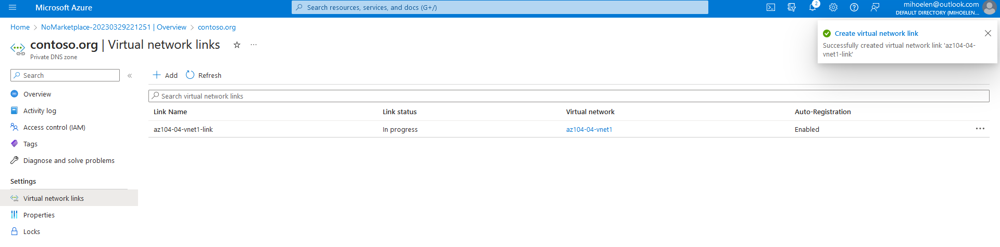 Microsoft Azure
Search resources, services, and docs (G+/)
2
mihoelen@outlook.com
DEFAULT DIRECTORY (MIHOELEN...
Home > NoMarketplace-20230329221251 | Overview > contoso.org
contoso.org | Virtual network links
...
Private DNS zone
Create virtual network link
Successfully created virtual network link 'az104-04-
vnet1-link'
Search
«
Add
Refresh
Overview
Activity log
Access control (IAM)
Tags
Diagnose and solve problems
Settings
Virtual network links
Properties
Locks
Search virtual network links
Link Name Link status Virtual network Auto-Registration
az104-04-vnet1-link In progress az104-04-vnet1 Enabled ...